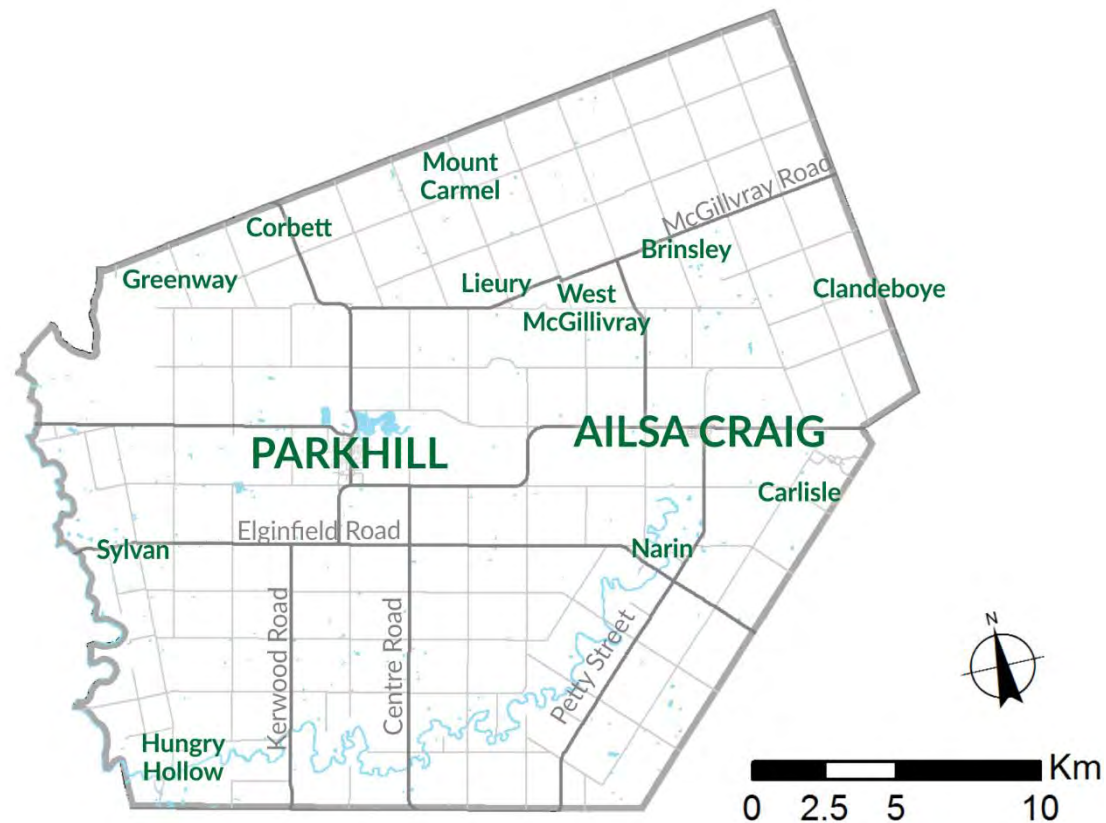 Mount
Carmel
McGillvray Road
Corbett
Brinsley
Greenway
Lieury
West
McGillivray
Clandeboye
AILSA CRAIG
PARKHILL
Carlisle
Elginfield Road
Sylvan
Narin
Kerwood Road
Centre Road
Petty Street
N
Hungry
Hollow
Km
0 2.5 5 10